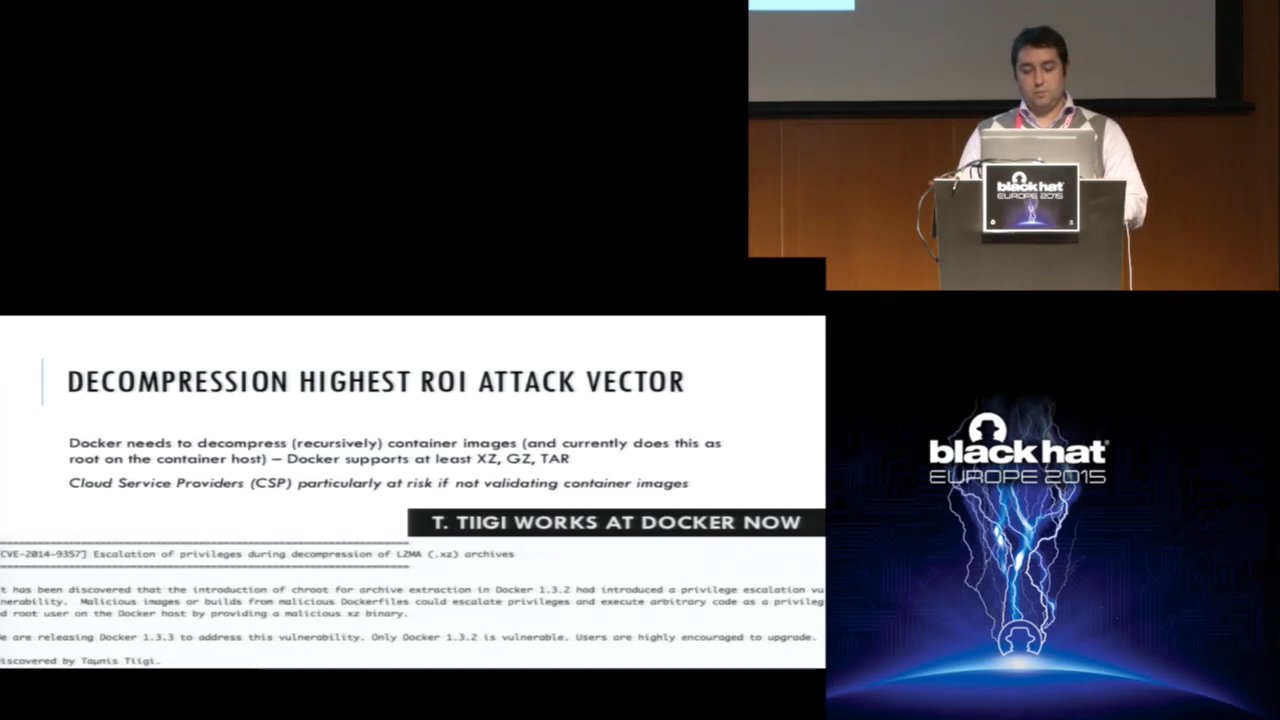 black hat
EUROPE 2015
DECOMPRESSION HIGHEST ROI ATTACK VECTOR
Docker needs to decompress (recursively) container images (and currently does this as
root on the container host) – Docker supports at least XZ, GZ, TAR
Cloud Service Providers (CSP) particularly at risk if not validating container images
T. TIIGI WORKS AT DOCKER NOW
[CVE-2014-9357] Escalation of privileges during decompression of LZMA (.xz) archives
t has been discovered that the introduction of chroot for archive extraction in Docker 1.3.2 had introduced a privilege escalation vu
nerability. Malicious images or builds from malicious Dockerfiles could escalate privileges and execute arbitrary code as a privileg
d root user on the Docker host by providing a malicious xz binary.
e are releasing Docker 1.3.3 to address this vulnerability. Only Docker 1.3.2 is vulnerable. Users are highly encouraged to upgrade.
iscovered by Tõnis Tiigi.
black hat
EUROPE 2015